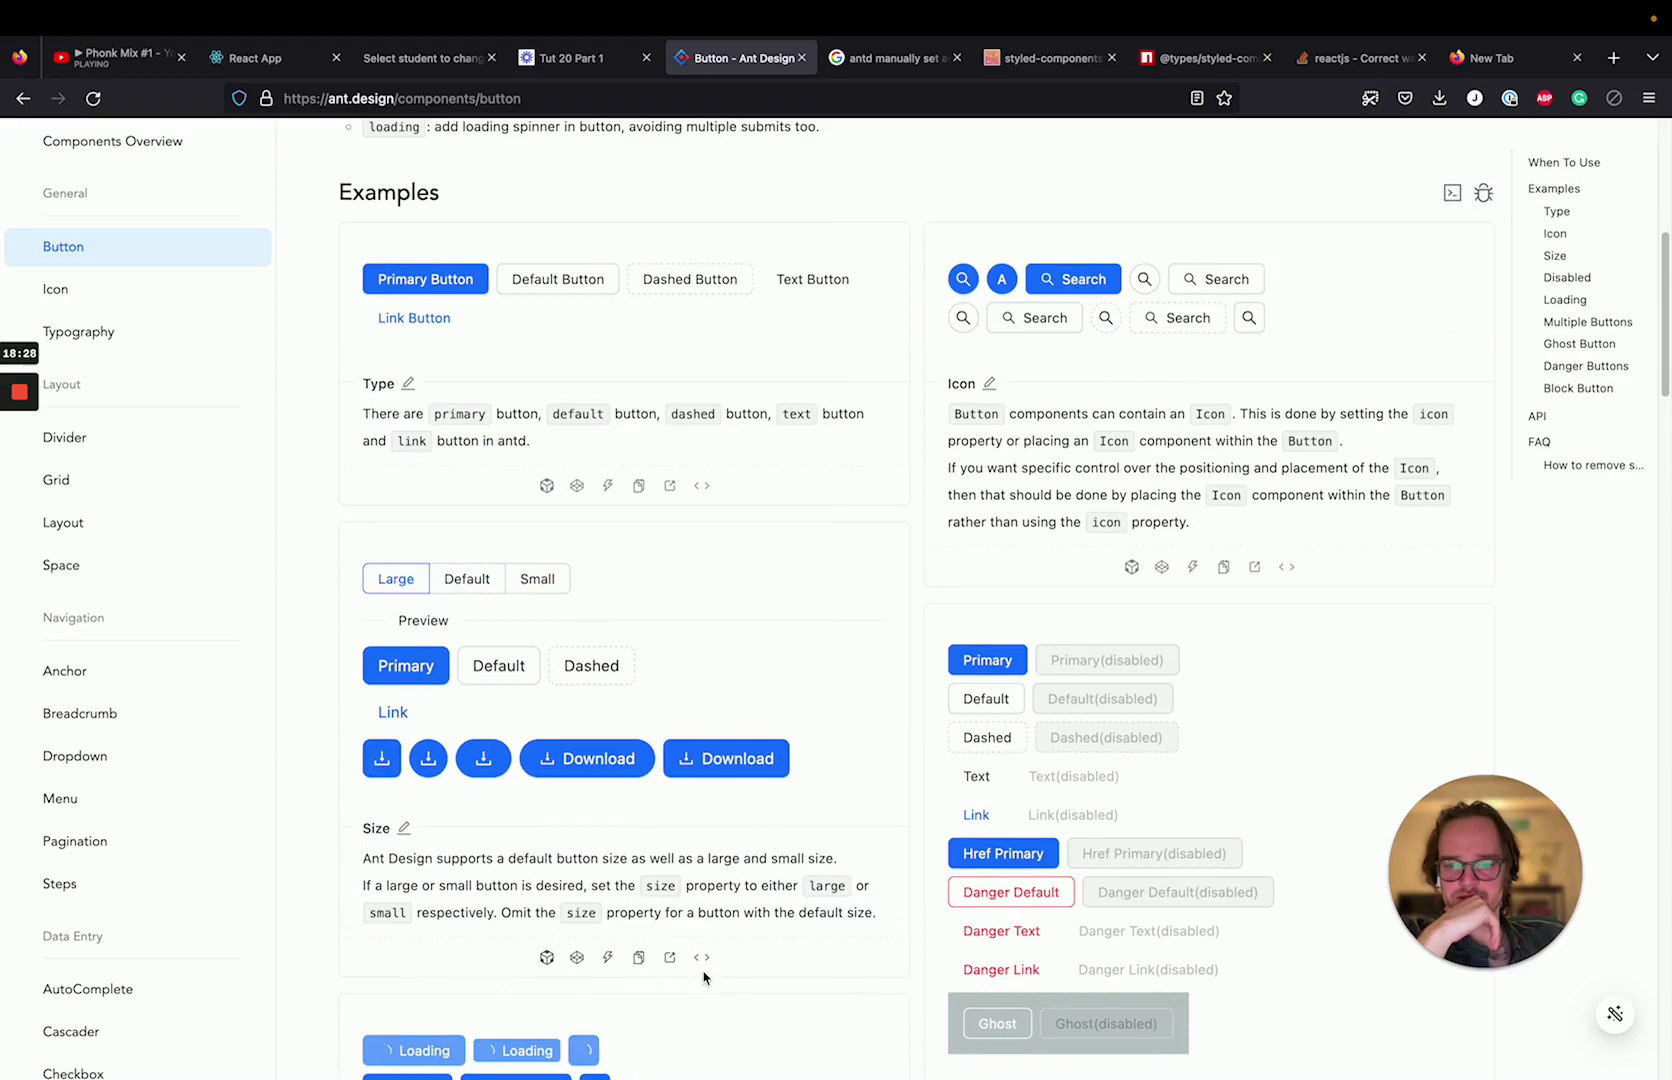 ▶ Phonk Mix #1 - Yo
PLAYING
React App
Select student to chang
Tut 20 Part 1
Button - Ant Design
antd manually set a
styled-components
@types/styled-com
reactjs - Correct wa
New Tab
https://ant.design/components/button
ABP
Components Overview
General
Button
Icon
Typography
18:28
Layout
Divider
Grid
Layout
Space
Navigation
Anchor
Breadcrumb
Dropdown
Menu
Pagination
Steps
Data Entry
AutoComplete
Cascader
Checkbox
loading : add loading spinner in button, avoiding multiple submits too.
Examples
Primary Button Default Button Dashed Button Text Button
Link Button
Type
There are primary button, default button, dashed button, text button
and link button in antd.
Large Default Small
Preview
Primary Default Dashed
Link
Download Download
Size
Ant Design supports a default button size as well as a large and small size.
If a large or small button is desired, set the size property to either large or
small respectively. Omit the size property for a button with the default size.
Loading Loading
A Search Search
Search Search
Icon
Button components can contain an Icon. This is done by setting the icon
property or placing an Icon component within the Button.
If you want specific control over the positioning and placement of the Icon,
then that should be done by placing the Icon component within the Button
rather than using the icon property.
Primary Primary(disabled)
Default Default(disabled)
Dashed Dashed(disabled)
Text Text(disabled)
Link Link(disabled)
Href Primary Href Primary(disabled)
Danger Default Danger Default(disabled)
Danger Text Danger Text(disabled)
Danger Link Danger Link(disabled)
Ghost Ghost(disabled)
When To Use
Examples
Type
Icon
Size
Disabled
Loading
Multiple Buttons
Ghost Button
Danger Buttons
Block Button
API
FAQ
How to remove s...